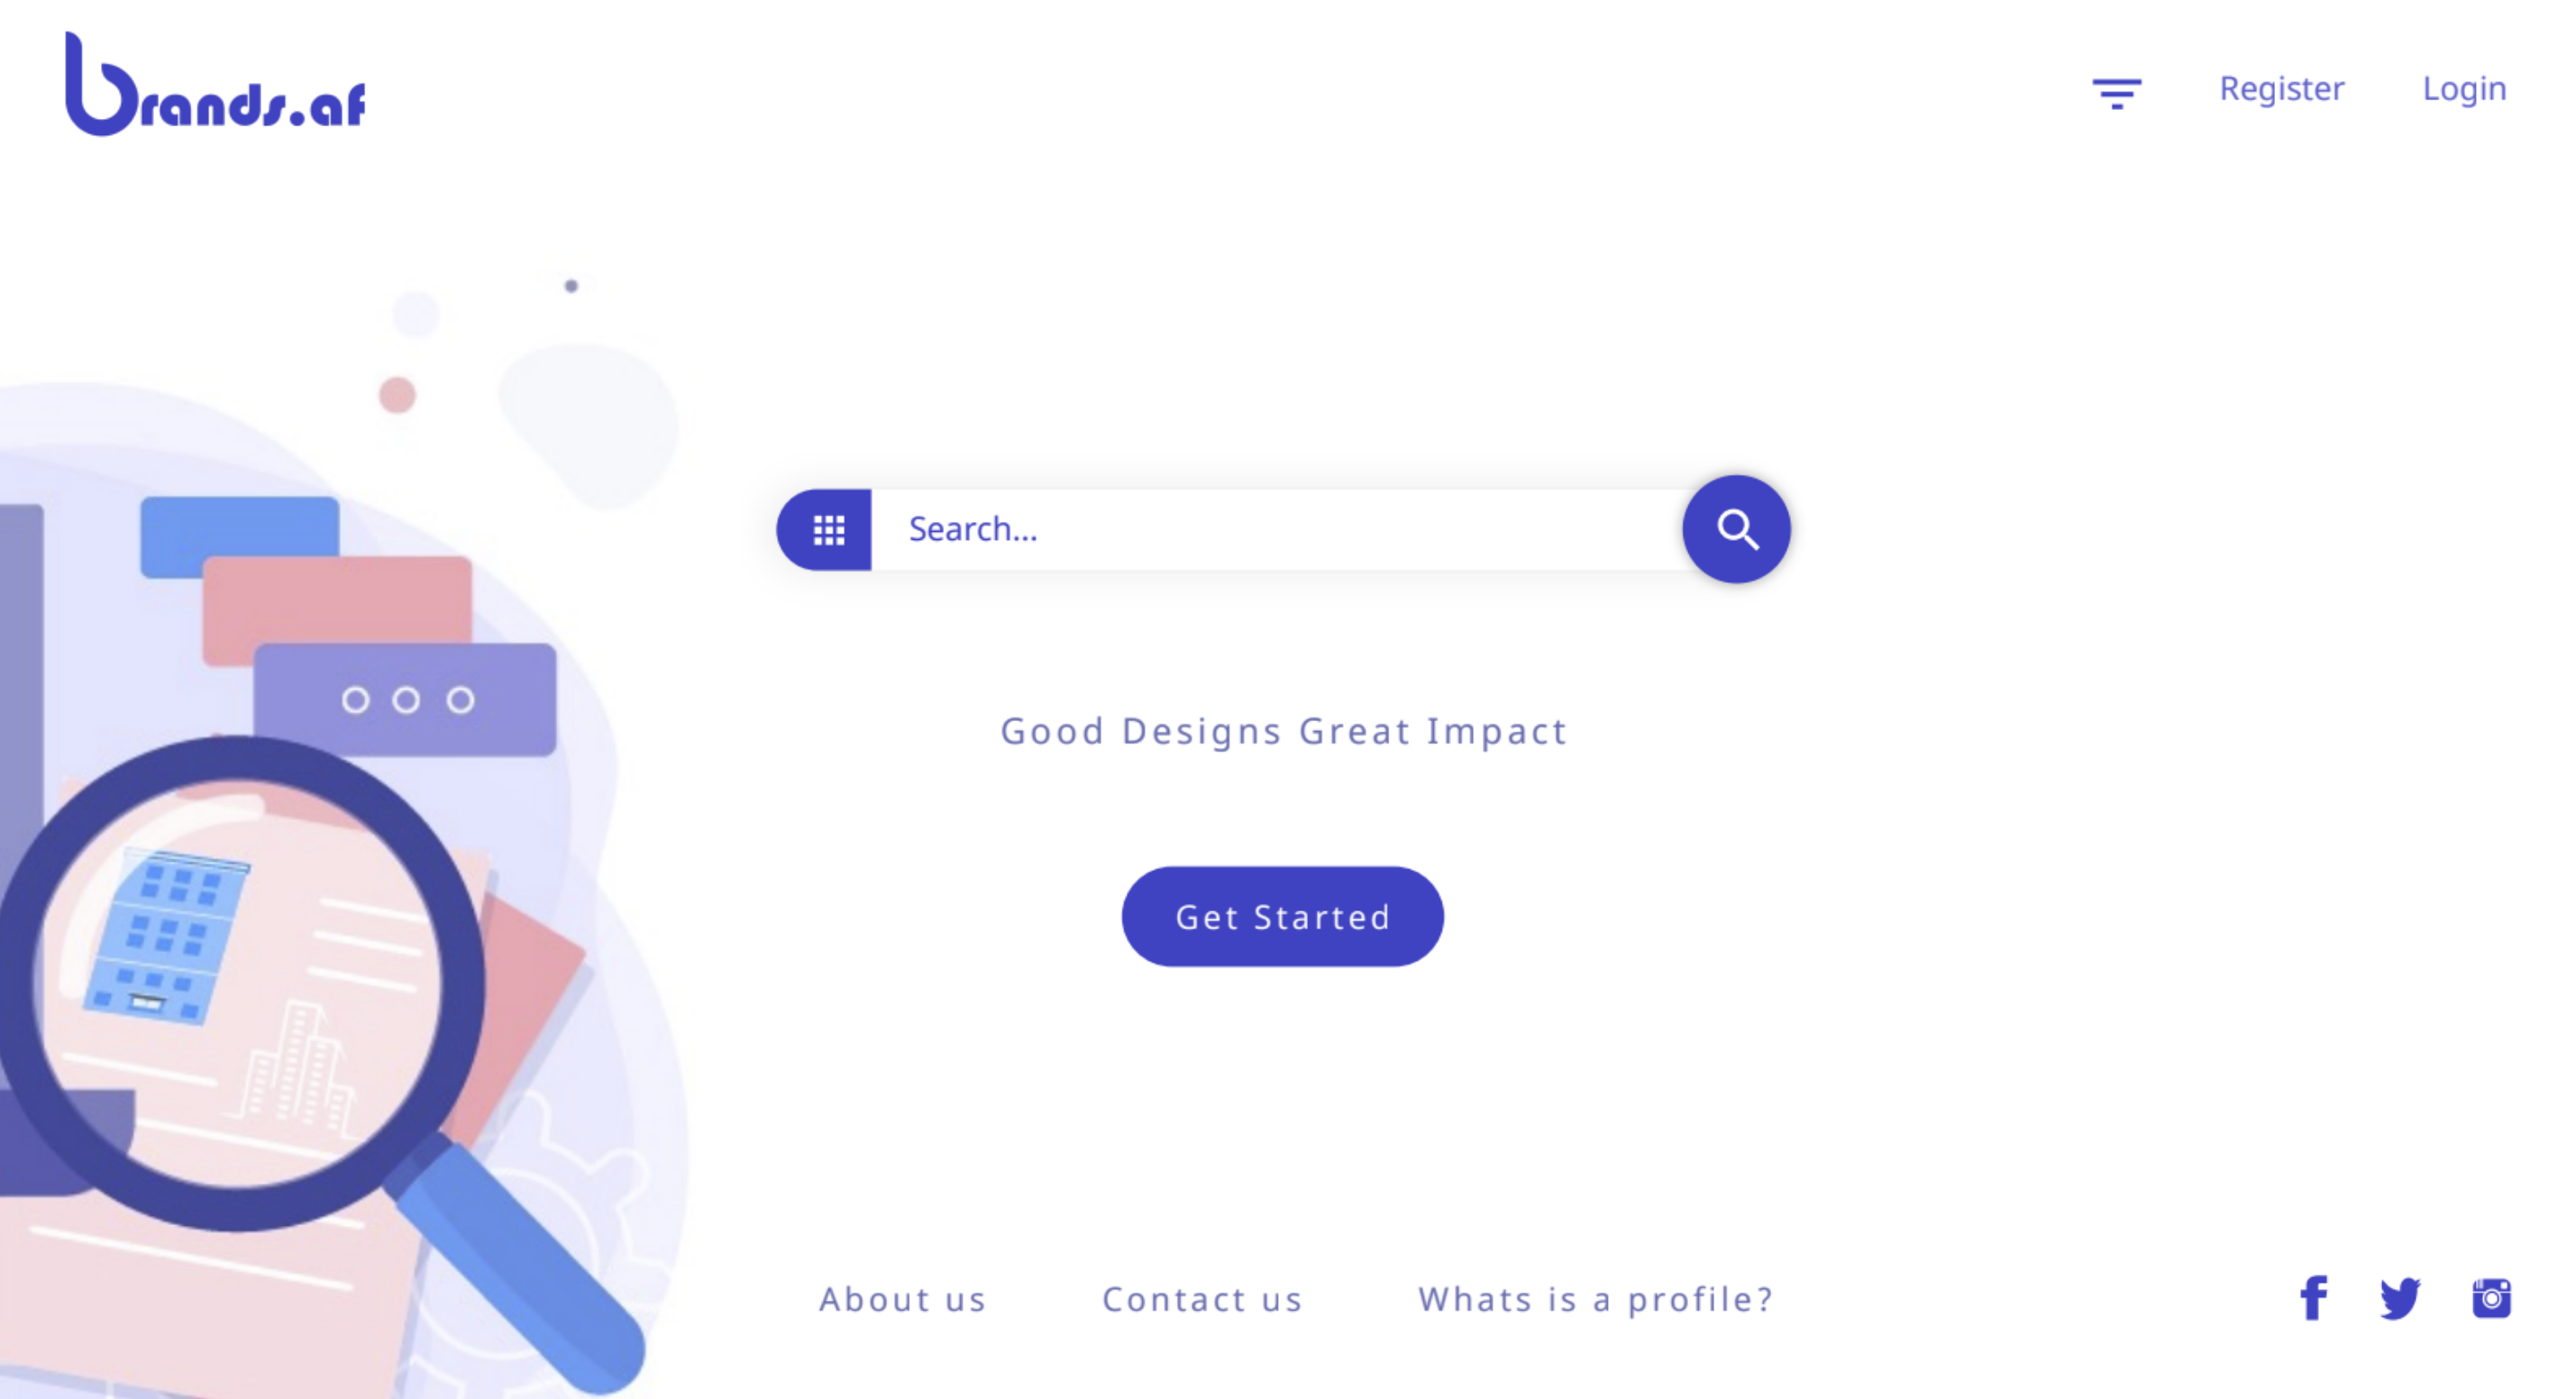 brands.af
Register
Login
Search...
Good Designs Great Impact
Get Started
About us
Contact us
Whats is a profile?